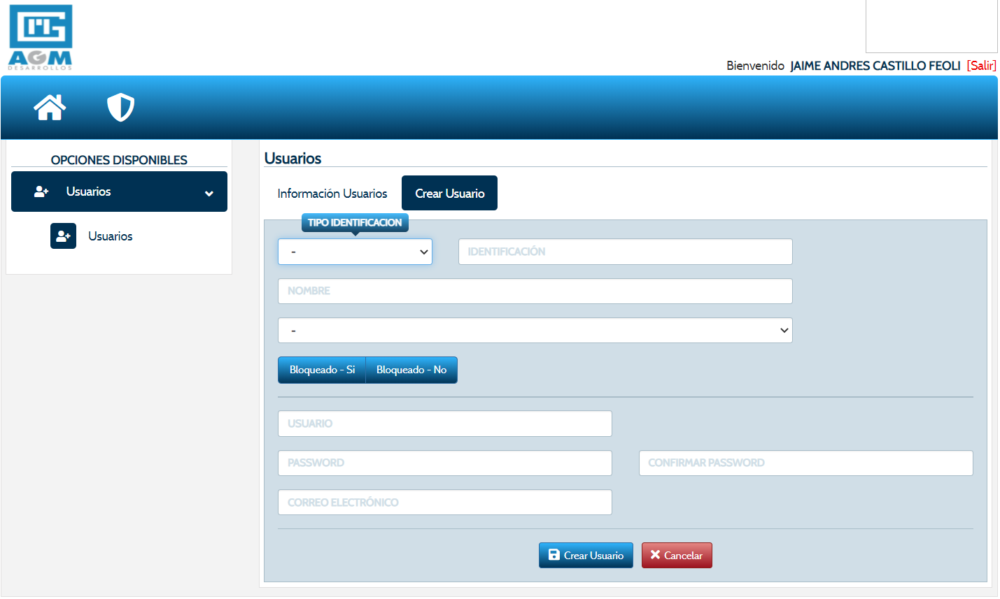 AGM
DESARROLLOS
Bienvenido JAIME ANDRES CASTILLO FEOLI [Salir]
OPCIONES DISPONIBLES
Usuarios
Usuarios
Usuarios
Información Usuarios Crear Usuario
TIPO IDENTIFICACION
- IDENTIFICACIÓN
NOMBRE
-
Bloqueado - Si Bloqueado - No
USUARIO
PASSWORD CONFIRMAR PASSWORD
CORREO ELECTRÓNICO
Crear Usuario Cancelar